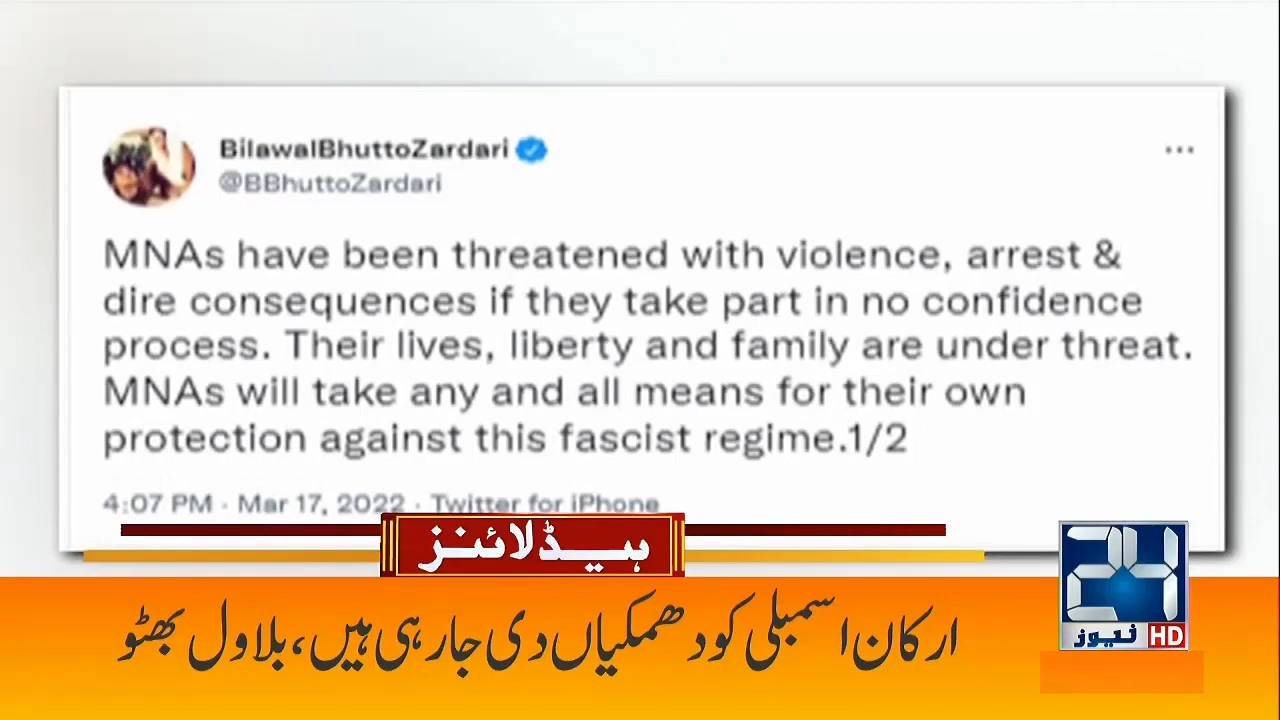 BilawalBhuttoZardari
@BBhuttoZardari
MNAs have been threatened with violence, arrest &
dire consequences if they take part in no confidence
process. Their lives, liberty and family are under threat.
MNAs will take any and all means for their own
protection against this fascist regime.1/2
4:07 PM · Mar 17, 2022 · Twitter for iPhone
ہیڈلائنز
ارکان اسمبلی کو دھمکیاں دی جارہی ہیں، بلاول بھٹو
24
نیوز HD